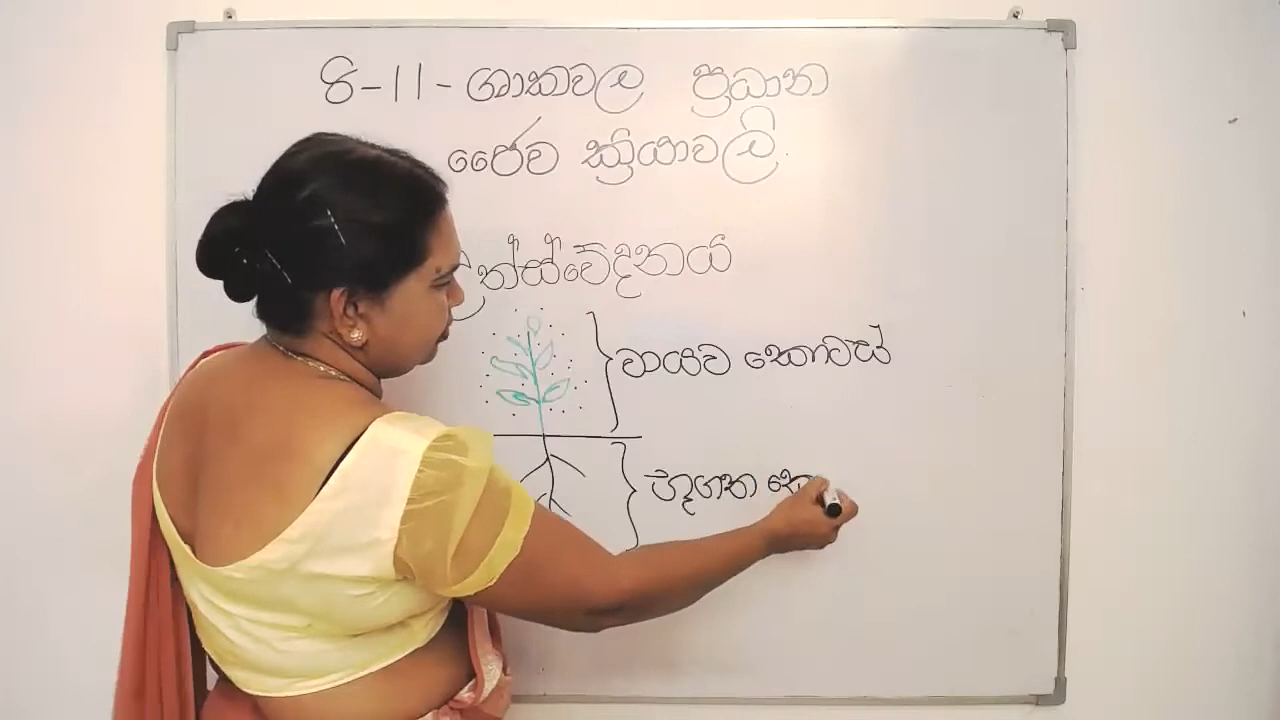 8-11- ශාකවල ප්‍රධාන
ජෛව ක්‍රියාවලි.
වායව කොටස්
භූගත